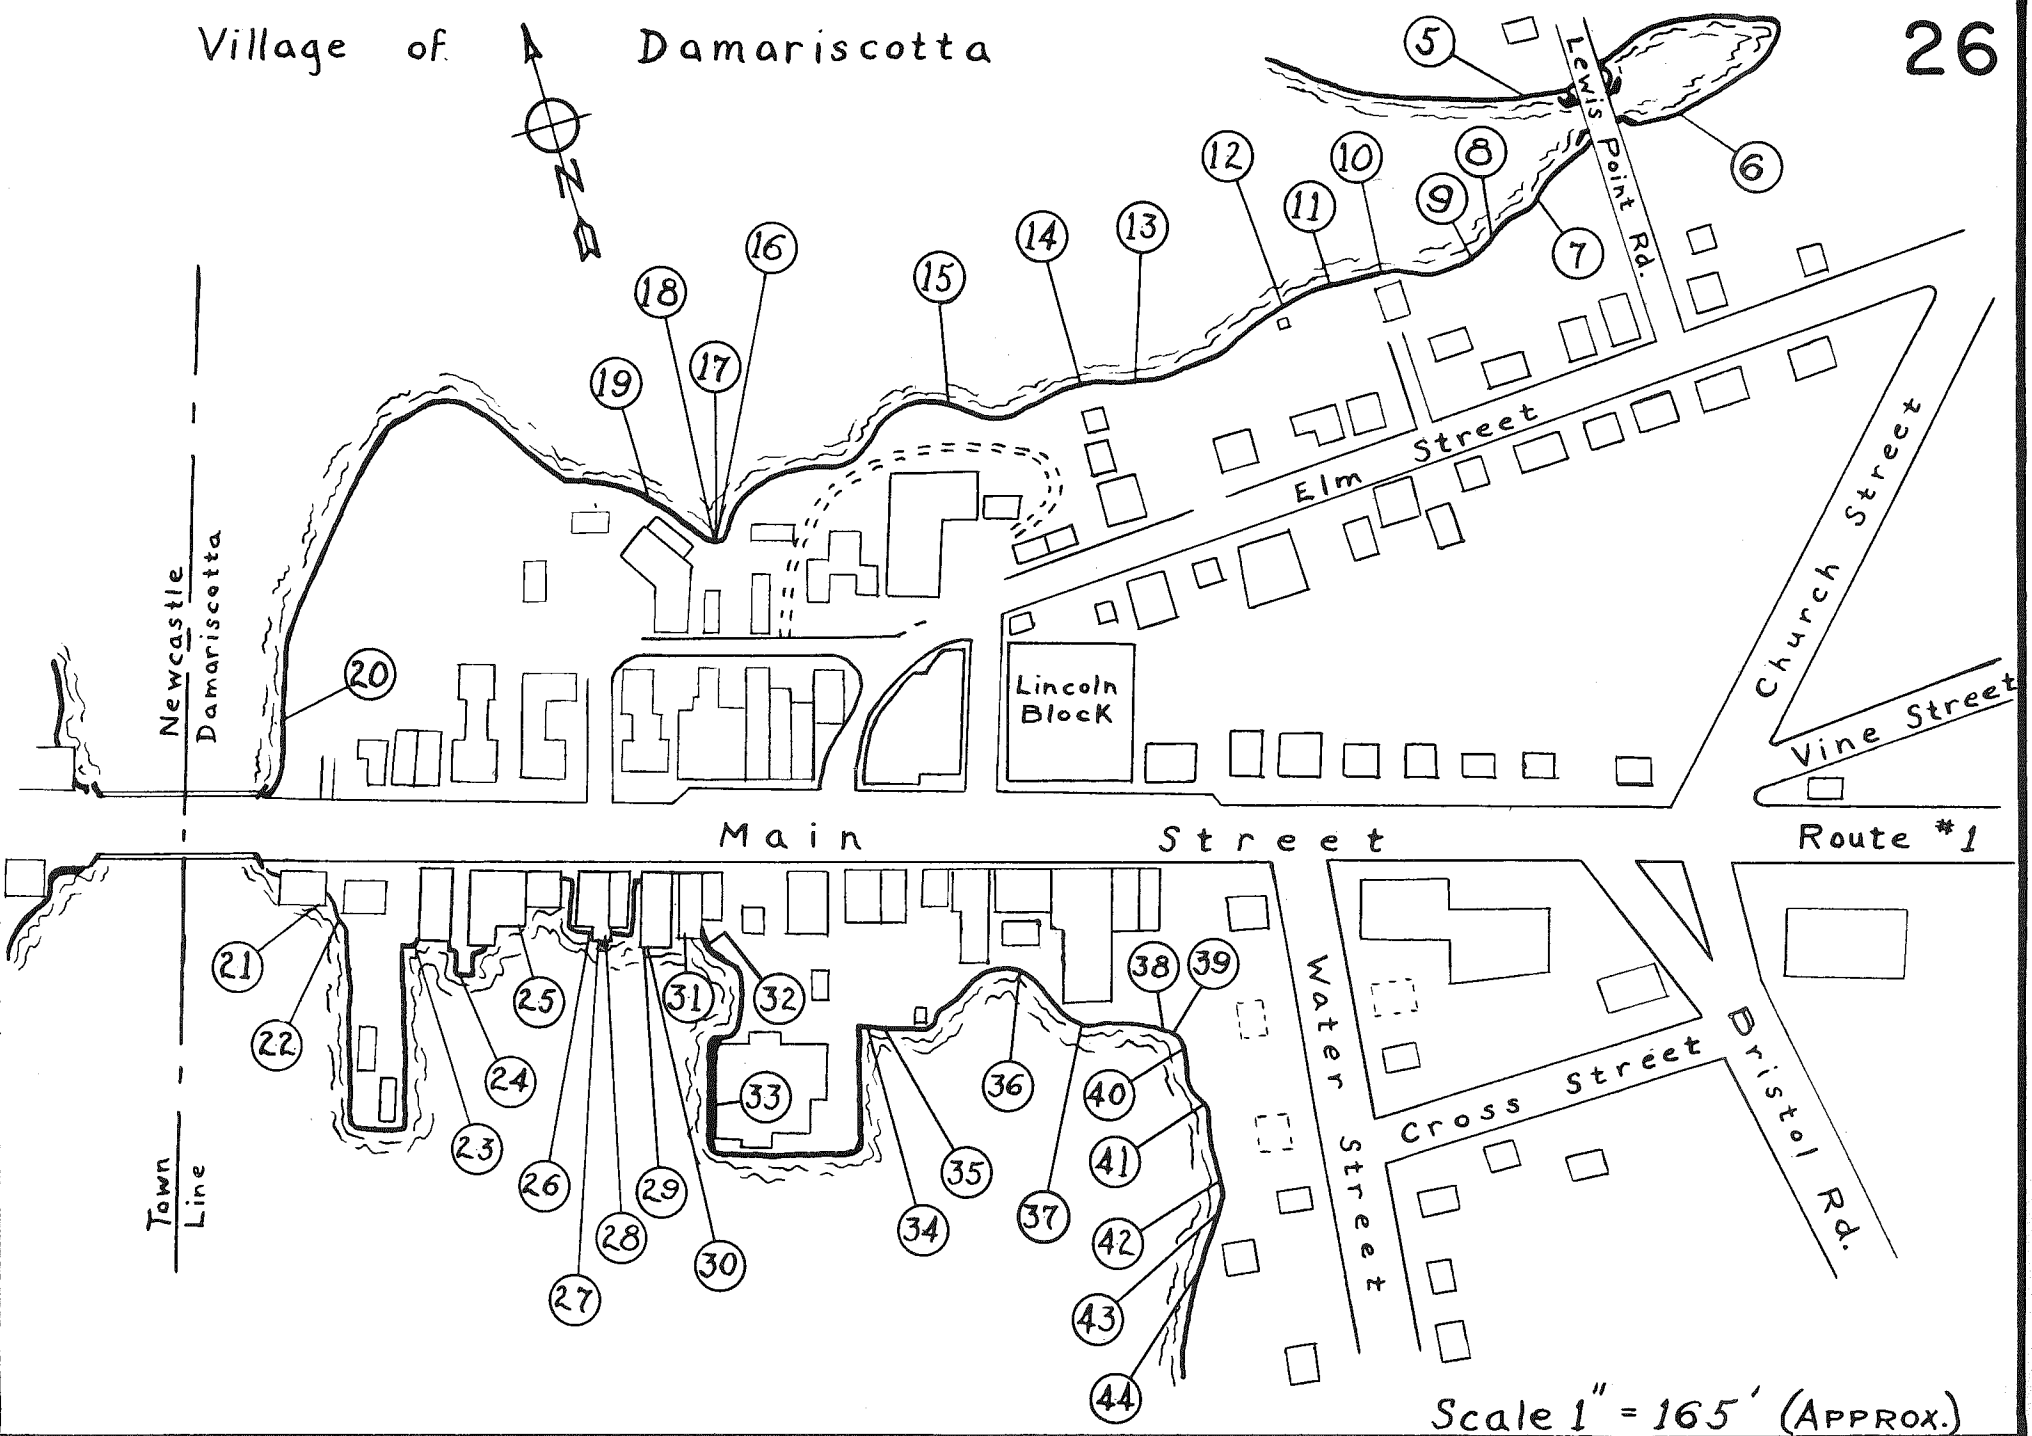 Village of Damariscotta
26
N
5
Lewis Point Rd.
6
12
10
8
11
9
7
14
13
16
15
18
17
19
Elm Street
Church Street
Newcastle
Damariscotta
20
Lincoln
Block
Vine Street
Main Street
Route #1
21
22
23
24
25
26
27
28
29
30
31
32
33
34
35
36
37
38
39
40
41
42
43
44
Water Street
Cross Street
Bristol Rd.
Town
Line
Scale 1" = 165' (APPROX.)